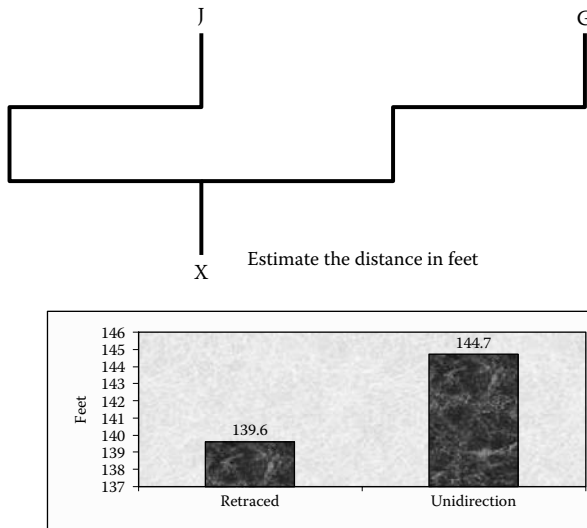 J G
X
Estimate the distance in feet
146
145
144
143
142
141
140
139
138
137
Feet
139.6
144.7
Retraced Unidirection